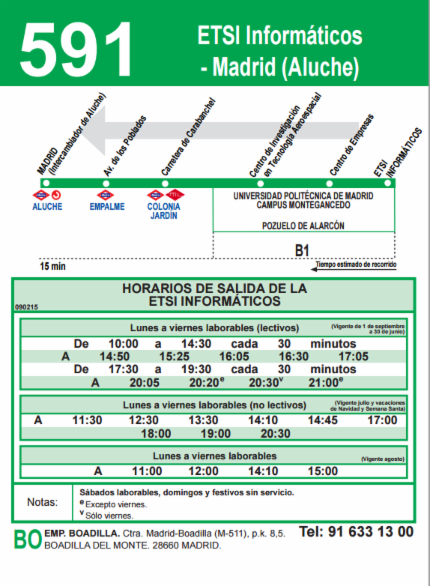 591
ETSI Informáticos
- Madrid (Aluche)
MADRID
(Intercambiador de Aluche)
Av. de los Poblados
Carretera de Carabanchel
Centro de Investigación
en Tecnología Aeroespacial
Centro de Empresas
ETSI
INFORMÁTICOS
ALUCHE
EMPALME
COLONIA
JARDÍN
UNIVERSIDAD POLITÉCNICA DE MADRID
CAMPUS MONTEGANCEDO
POZUELO DE ALARCÓN
B1
15 min
Tiempo estimado de recorrido
HORARIOS DE SALIDA DE LA
ETSI INFORMÁTICOS
090215
Lunes a viernes laborables (lectivos) (Vigente de 1 de septiembre
a 30 de junio)
De 10:00 a 14:30 cada 30 minutos
A 14:50 15:25 16:05 16:30 17:05
De 17:30 a 19:30 cada 30 minutos
A 20:05 20:20e 20:30v 21:00e
Lunes a viernes laborables (no lectivos) (Vigente julio y vacaciones
de Navidad y Semana Santa)
A 11:30 12:30 13:30 14:10 14:45 17:00
18:00 19:00 20:30
Lunes a viernes laborables (Vigente agosto)
A 11:00 12:00 14:10 15:00
Notas:
Sábados laborables, domingos y festivos sin servicio.
e Excepto viernes.
v Sólo viernes.
BO EMP. BOADILLA. Ctra. Madrid-Boadilla (M-511), p.k. 8,5. Tel: 91 633 13 00
BOADILLA DEL MONTE. 28660 MADRID.